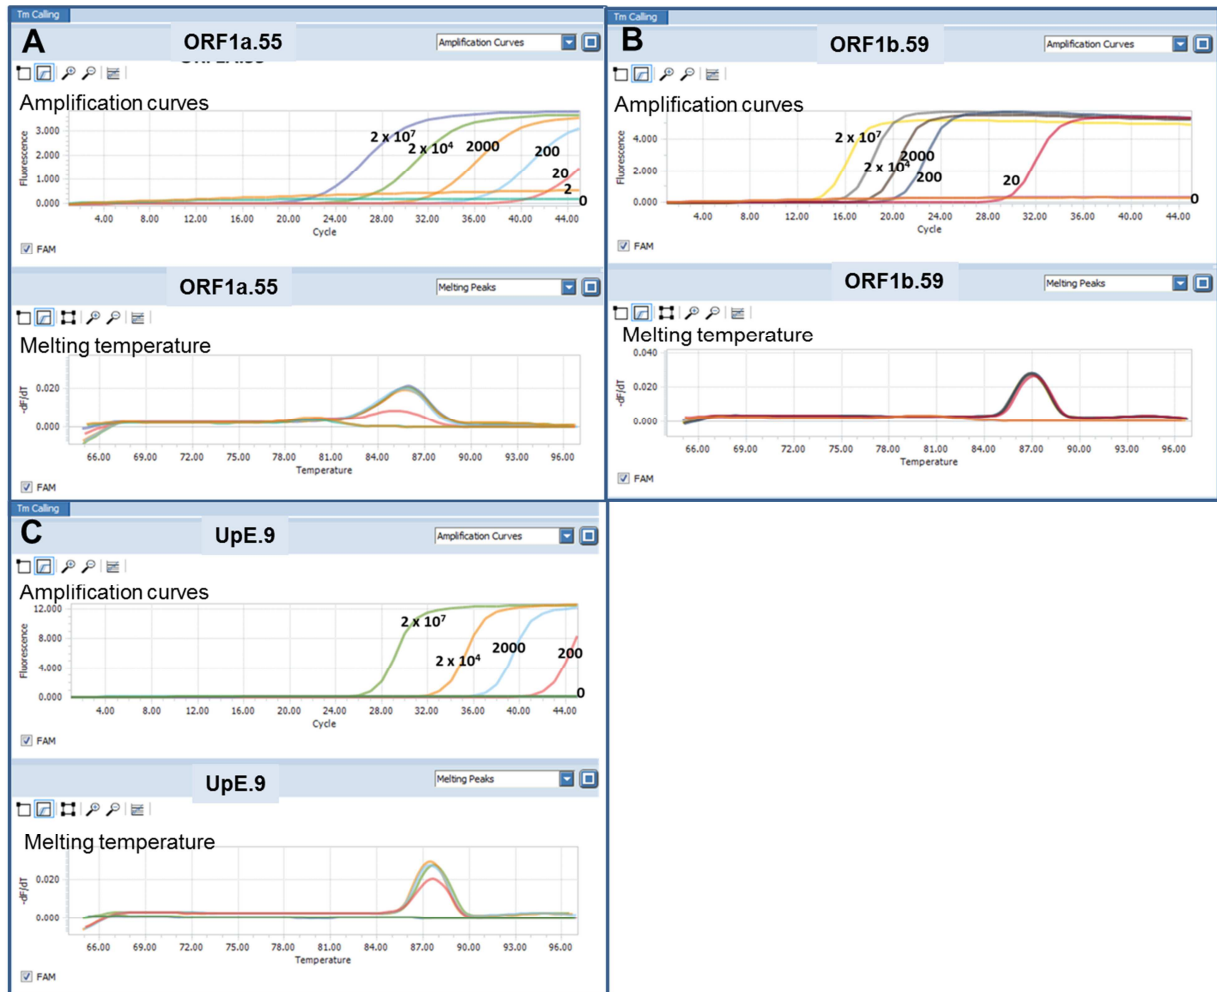 Tm Calling
A
ORF1a.55
Amplification Curves
Amplification curves
Fluorescence
3.000
2.000
1.000
0.000
2 x 10⁷
2 x 10⁴
2000
200
20
2
0
4.00 8.00 12.00 16.00 20.00 24.00 28.00 32.00 36.00 40.00 44.00
Cycle
FAM
ORF1a.55
Melting Peaks
Melting temperature
-dF/dT
0.020
0.000
66.00 69.00 72.00 75.00 78.00 81.00 84.00 87.00 90.00 93.00 96.00
Temperature
FAM
Tm Calling
B
ORF1b.59
Amplification Curves
Amplification curves
Fluorescence
4.000
2.000
0.000
2 x 10⁷
2 x 10⁴
2000
200
20
0
4.00 8.00 12.00 16.00 20.00 24.00 28.00 32.00 36.00 40.00 44.00
Cycle
FAM
ORF1b.59
Melting Peaks
Melting temperature
-dF/dT
0.040
0.020
0.000
66.00 69.00 72.00 75.00 78.00 81.00 84.00 87.00 90.00 93.00 96.00
Temperature
FAM
Tm Calling
C
UpE.9
Amplification Curves
Amplification curves
Fluorescence
12.000
8.000
4.000
0.000
2 x 10⁷
2 x 10⁴
2000
200
0
4.00 8.00 12.00 16.00 20.00 24.00 28.00 32.00 36.00 40.00 44.00
Cycle
FAM
UpE.9
Melting Peaks
Melting temperature
-dF/dT
0.020
0.000
66.00 69.00 72.00 75.00 78.00 81.00 84.00 87.00 90.00 93.00 96.00
Temperature
FAM